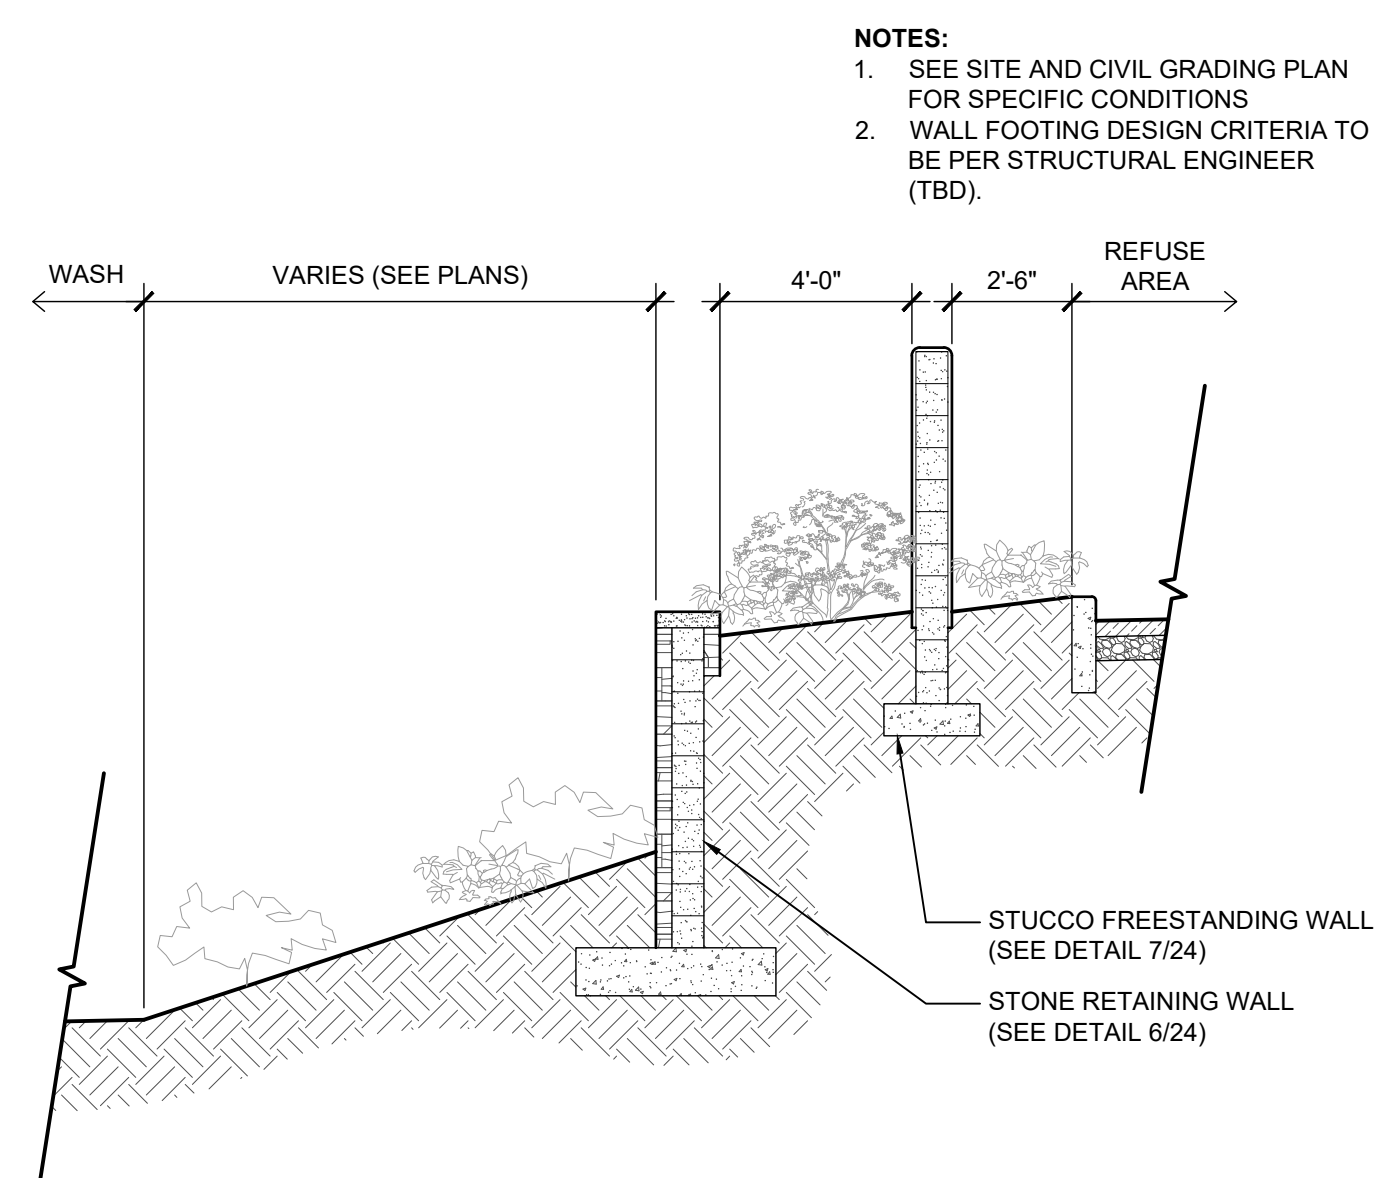 NOTES:
1. SEE SITE AND CIVIL GRADING PLAN
FOR SPECIFIC CONDITIONS
2. WALL FOOTING DESIGN CRITERIA TO
BE PER STRUCTURAL ENGINEER
(TBD).
WASH
VARIES (SEE PLANS)
4'-0"
2'-6"
REFUSE
AREA
STUCCO FREESTANDING WALL
(SEE DETAIL 7/24)
STONE RETAINING WALL
(SEE DETAIL 6/24)